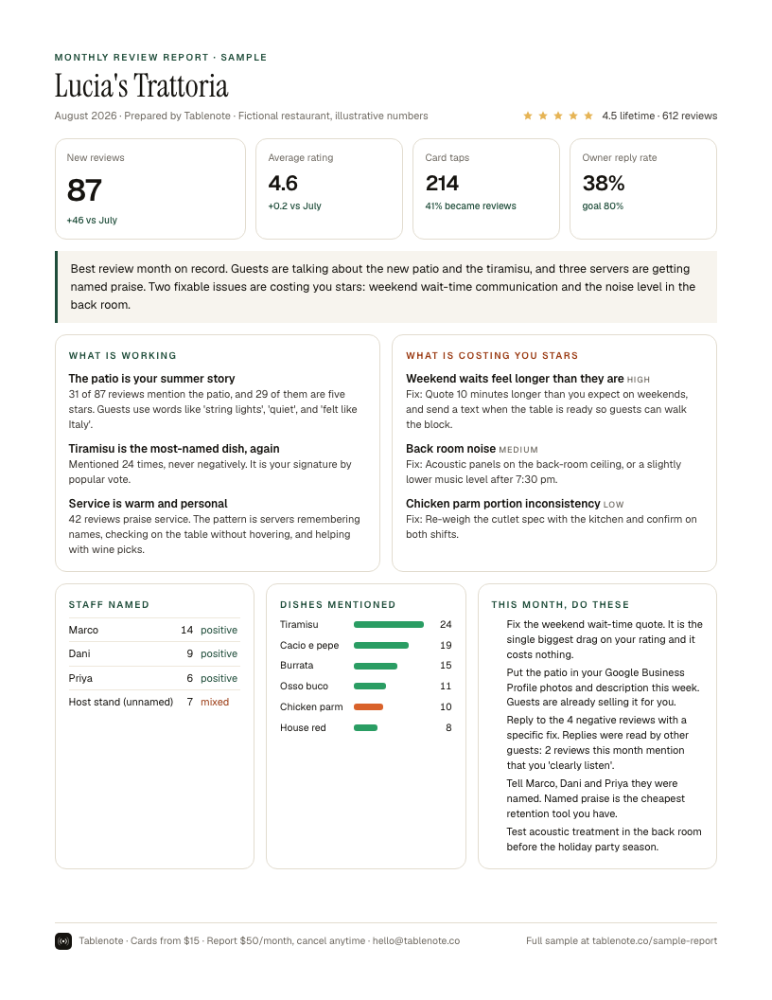 MONTHLY REVIEW REPORT · SAMPLE
Lucia's Trattoria
August 2026 · Prepared by Tablenote · Fictional restaurant, illustrative numbers
4.5 lifetime · 612 reviews
New reviews
87
+46 vs July
Average rating
4.6
+0.2 vs July
Card taps
214
41% became reviews
Owner reply rate
38%
goal 80%
Best review month on record. Guests are talking about the new patio and the tiramisu, and three servers are getting
named praise. Two fixable issues are costing you stars: weekend wait-time communication and the noise level in the
back room.
WHAT IS WORKING
The patio is your summer story
31 of 87 reviews mention the patio, and 29 of them are five
stars. Guests use words like 'string lights', 'quiet', and 'felt like
Italy'.
Tiramisu is the most-named dish, again
Mentioned 24 times, never negatively. It is your signature by
popular vote.
Service is warm and personal
42 reviews praise service. The pattern is servers remembering
names, checking on the table without hovering, and helping
with wine picks.
WHAT IS COSTING YOU STARS
Weekend waits feel longer than they are HIGH
Fix: Quote 10 minutes longer than you expect on weekends,
and send a text when the table is ready so guests can walk
the block.
Back room noise MEDIUM
Fix: Acoustic panels on the back-room ceiling, or a slightly
lower music level after 7:30 pm.
Chicken parm portion inconsistency LOW
Fix: Re-weigh the cutlet spec with the kitchen and confirm on
both shifts.
STAFF NAMED
Marco 14 positive
Dani 9 positive
Priya 6 positive
Host stand (unnamed) 7 mixed
DISHES MENTIONED
Tiramisu 24
Cacio e pepe 19
Burrata 15
Osso buco 11
Chicken parm 10
House red 8
THIS MONTH, DO THESE
Fix the weekend wait-time quote. It is the
single biggest drag on your rating and it
costs nothing.
Put the patio in your Google Business
Profile photos and description this week.
Guests are already selling it for you.
Reply to the 4 negative reviews with a
specific fix. Replies were read by other
guests: 2 reviews this month mention
that you 'clearly listen'.
Tell Marco, Dani and Priya they were
named. Named praise is the cheapest
retention tool you have.
Test acoustic treatment in the back room
before the holiday party season.
Tablenote · Cards from $15 · Report $50/month, cancel anytime · hello@tablenote.co
Full sample at tablenote.co/sample-report